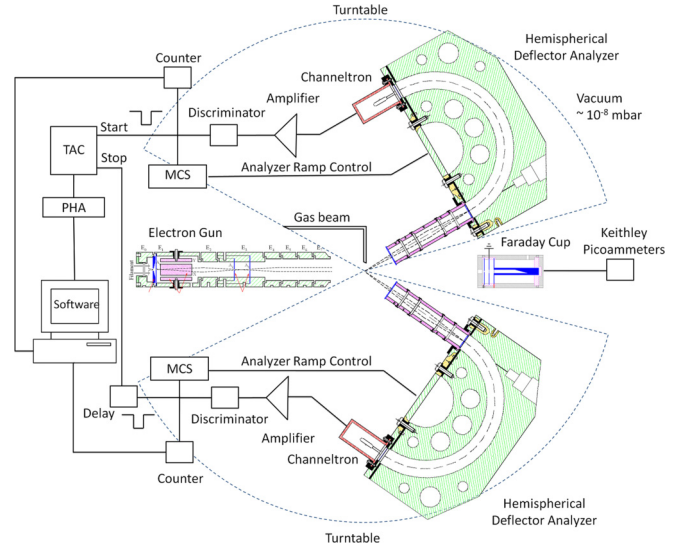 Turntable
Hemispherical
Deflector Analyzer
Counter
Channeltron
Amplifier
Vacuum
~ 10-8 mbar
Discriminator
Start
TAC
Stop
MCS
Analyzer Ramp Control
PHA
Gas beam
Electron Gun
Faraday Cup
Keithley
Picoammeters
Filament
Software
MCS
Analyzer Ramp Control
Delay
Discriminator
Amplifier
Channeltron
Counter
Hemispherical
Deflector Analyzer
Turntable